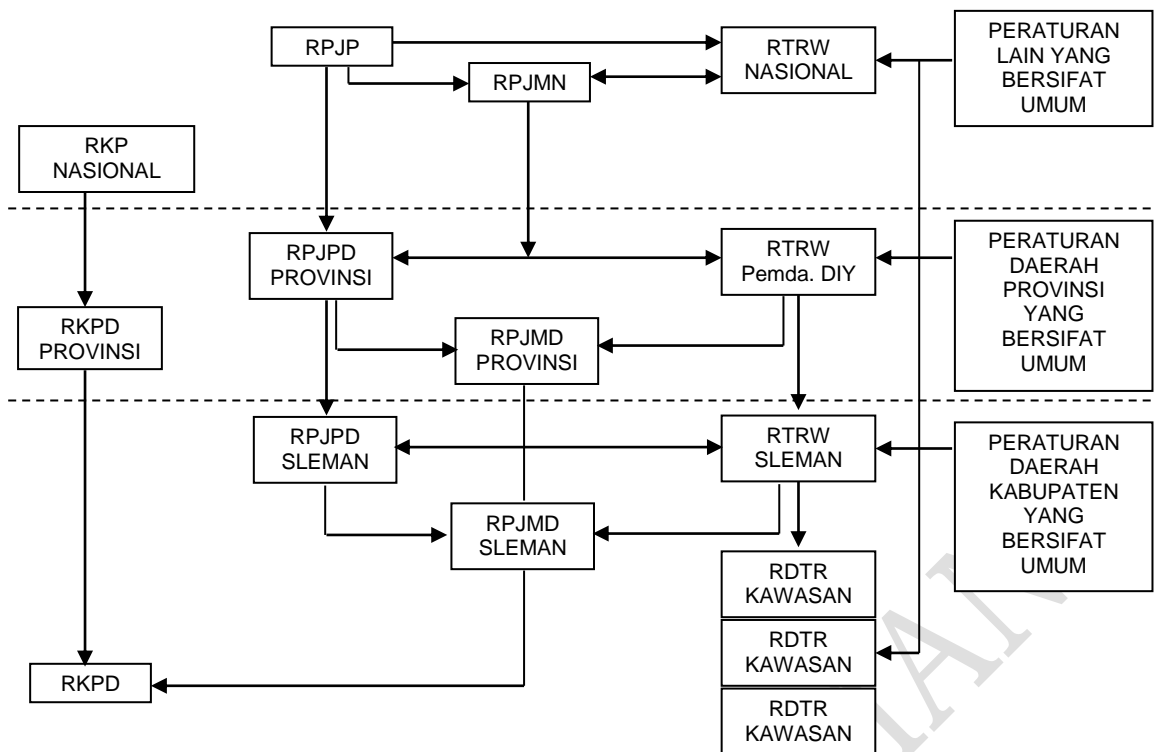 RPJP
RTRW
NASIONAL
PERATURAN
LAIN YANG
BERSIFAT
UMUM
RPJMN
RKP
NASIONAL
RPJPD
PROVINSI
RTRW
Pemda. DIY
PERATURAN
DAERAH
PROVINSI
YANG
BERSIFAT
UMUM
RKPD
PROVINSI
RPJMD
PROVINSI
RPJPD
SLEMAN
RTRW
SLEMAN
PERATURAN
DAERAH
KABUPATEN
YANG
BERSIFAT
UMUM
RPJMD
SLEMAN
RDTR
KAWASAN
RDTR
KAWASAN
RKPD
RDTR
KAWASAN